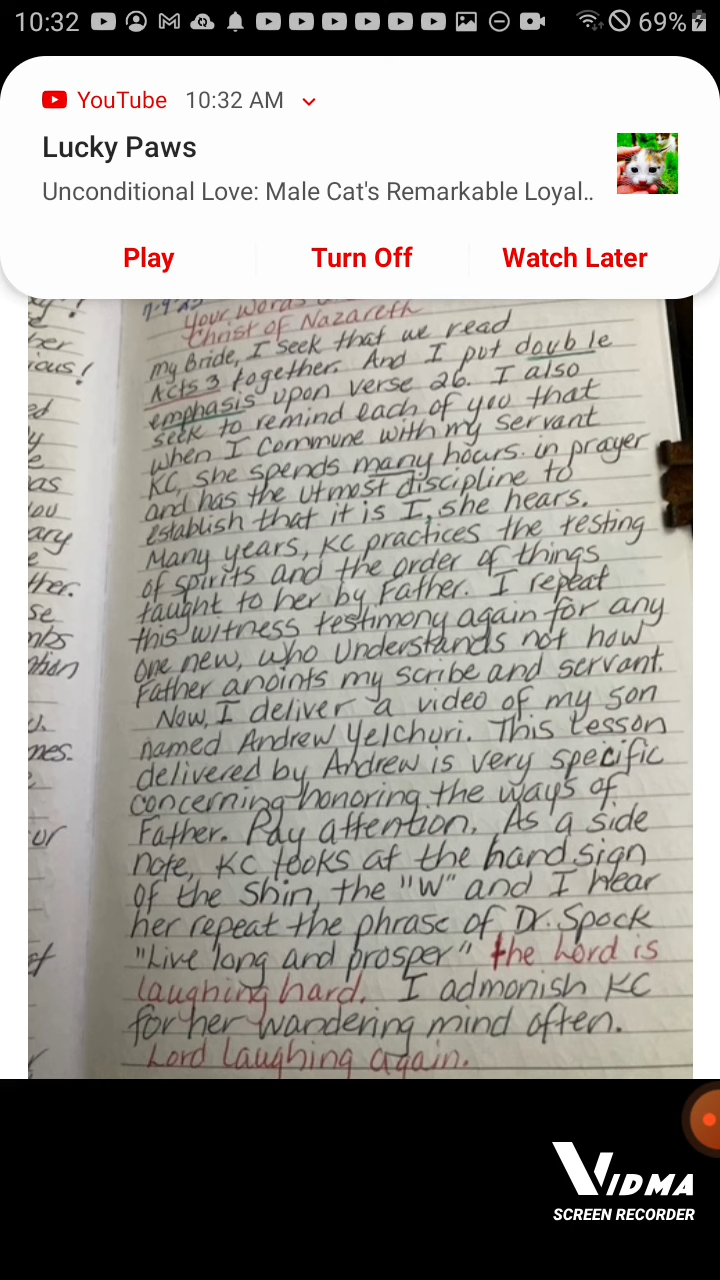 10:32
69%
YouTube 10:32 AM
Lucky Paws
Unconditional Love: Male Cat's Remarkable Loyal..
Play Turn Off Watch Later
your words
Christ of Nazareth
my Bride, I seek that we read
Acts 3 together. And I put double
emphasis upon verse 26. I also
seek to remind each of you that
when I commune with my servant
KC, she spends many hours in prayer
and has the utmost discipline to
establish that it is I, she hears.
Many years, KC practices the testing
of spirits and the order of things
taught to her by Father. I repeat
this witness testimony again for any
one new, who understands not how
Father anoints my scribe and servant.
Now, I deliver a video of my son
named Andrew Yelchuri. This lesson
delivered by Andrew is very specific
concerning honoring the ways of
Father. Pay attention. As a side
note, KC looks at the hand sign
of the Shin, the "W" and I hear
her repeat the phrase of Dr. Spock
"Live long and prosper" the Lord is
laughing hard. I admonish KC
for her wandering mind often.
Lord laughing again.
ious!
ed
as
ary
ther.
se
mes.
or
VIDMA
SCREEN RECORDER